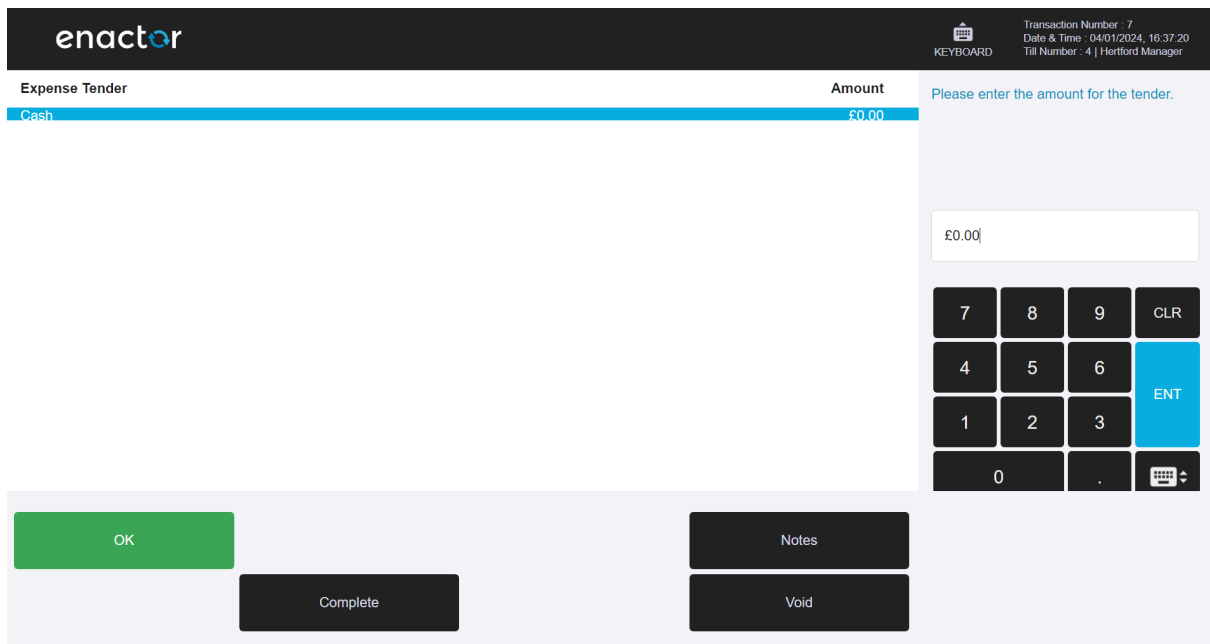 enactor
KEYBOARD
Transaction Number : 7
Date & Time : 04/01/2024, 16:37:20
Till Number : 4 | Hertford Manager
Expense Tender Amount
Cash £0.00
Please enter the amount for the tender.
£0.00
7 8 9 CLR
4 5 6
ENT
1 2 3
0 .
OK
Notes
Complete
Void